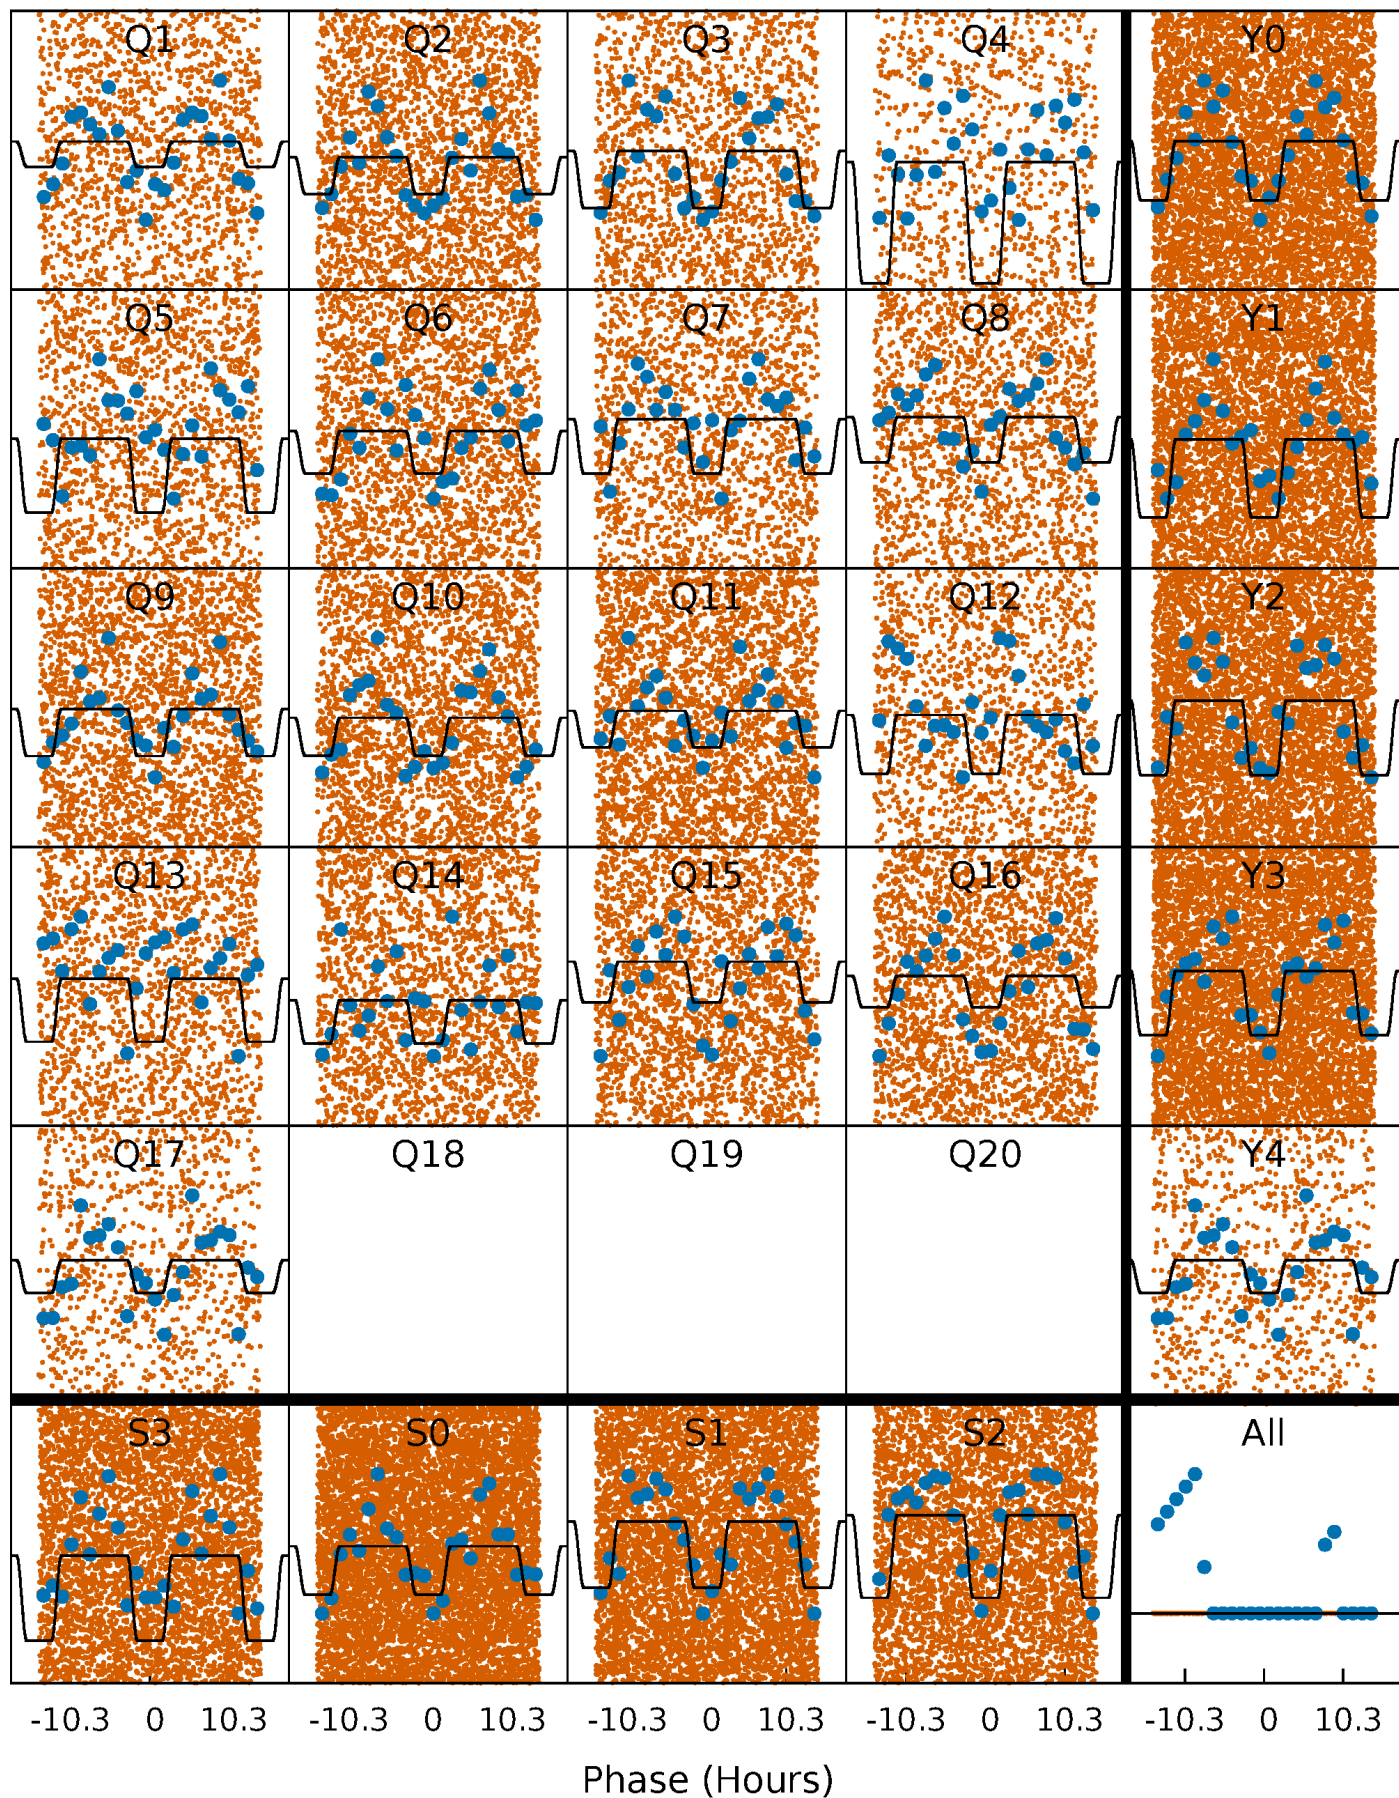 Q1 Q2 Q3 Q4 Y0
Q5 Q6 Q7 Q8 Y1
Q9 Q10 Q11 Q12 Y2
Q13 Q14 Q15 Q16 Y3
Q17 Q18 Q19 Q20 Y4
S3 S0 S1 S2 All
-10.3 0 10.3 -10.3 0 10.3 -10.3 0 10.3 -10.3 0 10.3 -10.3 0 10.3
Phase (Hours)